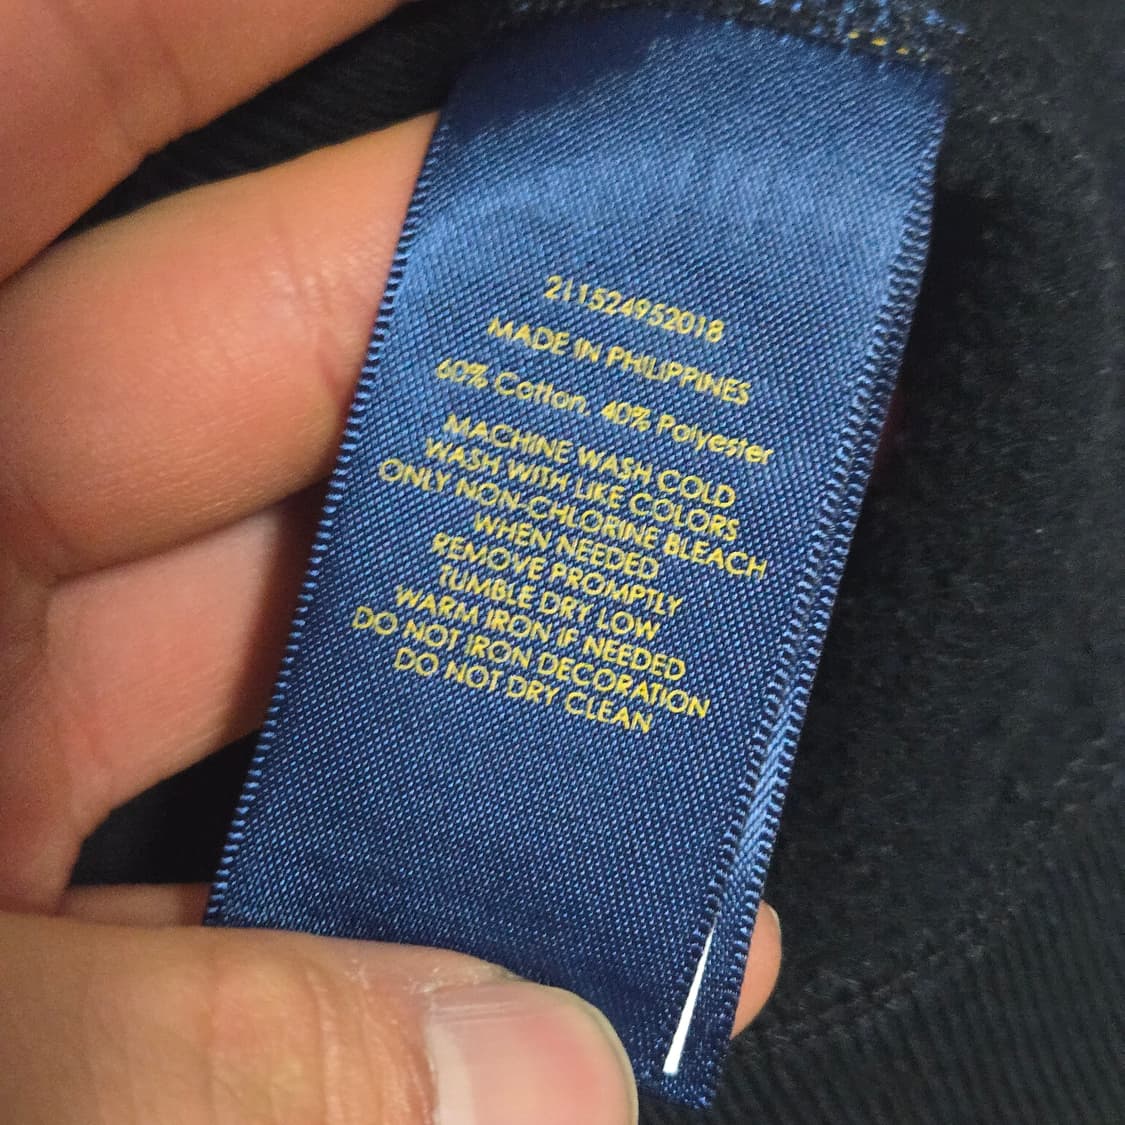 211524952018
MADE IN PHILIPPINES
60% Cotton. 40% Polyester
MACHINE WASH COLD
WASH WITH LIKE COLORS
ONLY NON-CHLORINE BLEACH
WHEN NEEDED
REMOVE PROMPTLY
TUMBLE DRY LOW
WARM IRON IF NEEDED
DO NOT IRON DECORATION
DO NOT DRY CLEAN